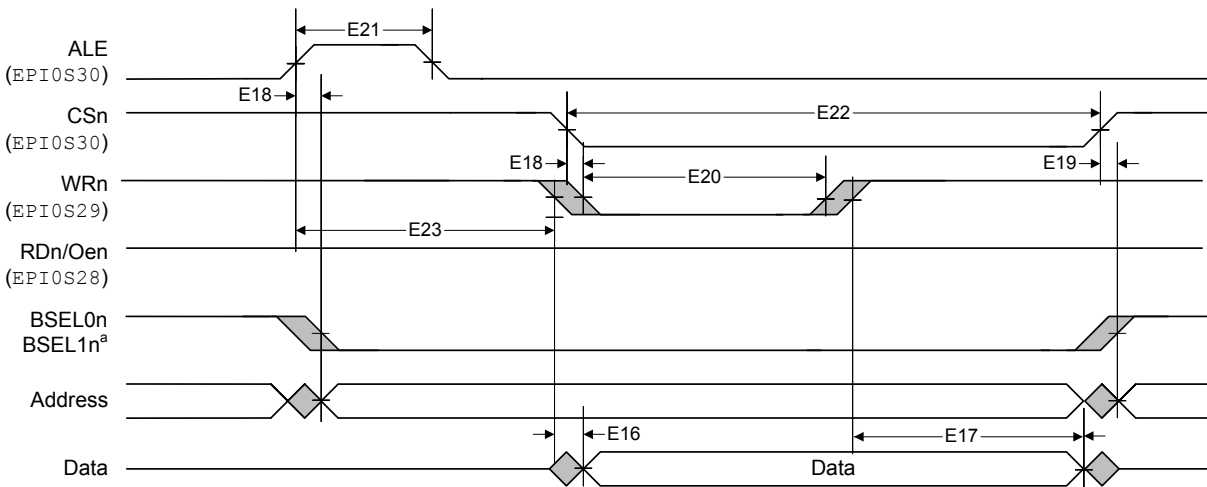 E21
ALE
(EPI0S30)
E18
CSn
(EPI0S30)
E22
E18
E19
WRn
(EPI0S29)
E20
E23
RDn/Oen
(EPI0S28)
BSEL0n
BSEL1nª
Address
E16
E17
Data
Data